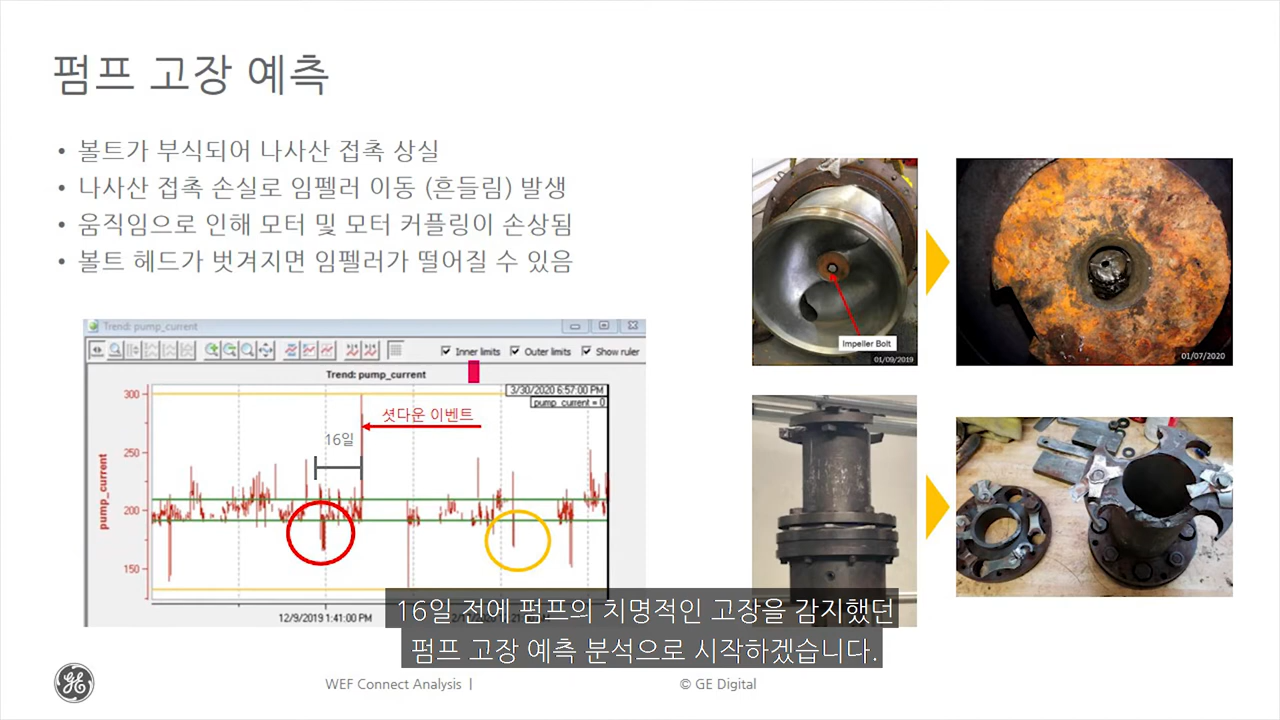 펌프 고장 예측
• 볼트가 부식되어 나사산 접촉 상실
• 나사산 접촉 손실로 임펠러 이동 (흔들림) 발생
• 움직임으로 인해 모터 및 모터 커플링이 손상됨
• 볼트 헤드가 벗겨지면 임펠러가 떨어질 수 있음
Trend: pump_current
Inner limits Outer limits Show ruler
Trend: pump_current
3/30/2020 6:57:00 PM
pump_current = 0
300
250
200
150
pump_current
셧다운 이벤트
16일
12/9/2019 1:41:00 PM
Impeller Bolt
01/09/2019
01/07/2020
16일 전에 펌프의 치명적인 고장을 감지했던
펌프 고장 예측 분석으로 시작하겠습니다.
GE
WEF Connect Analysis |
© GE Digital